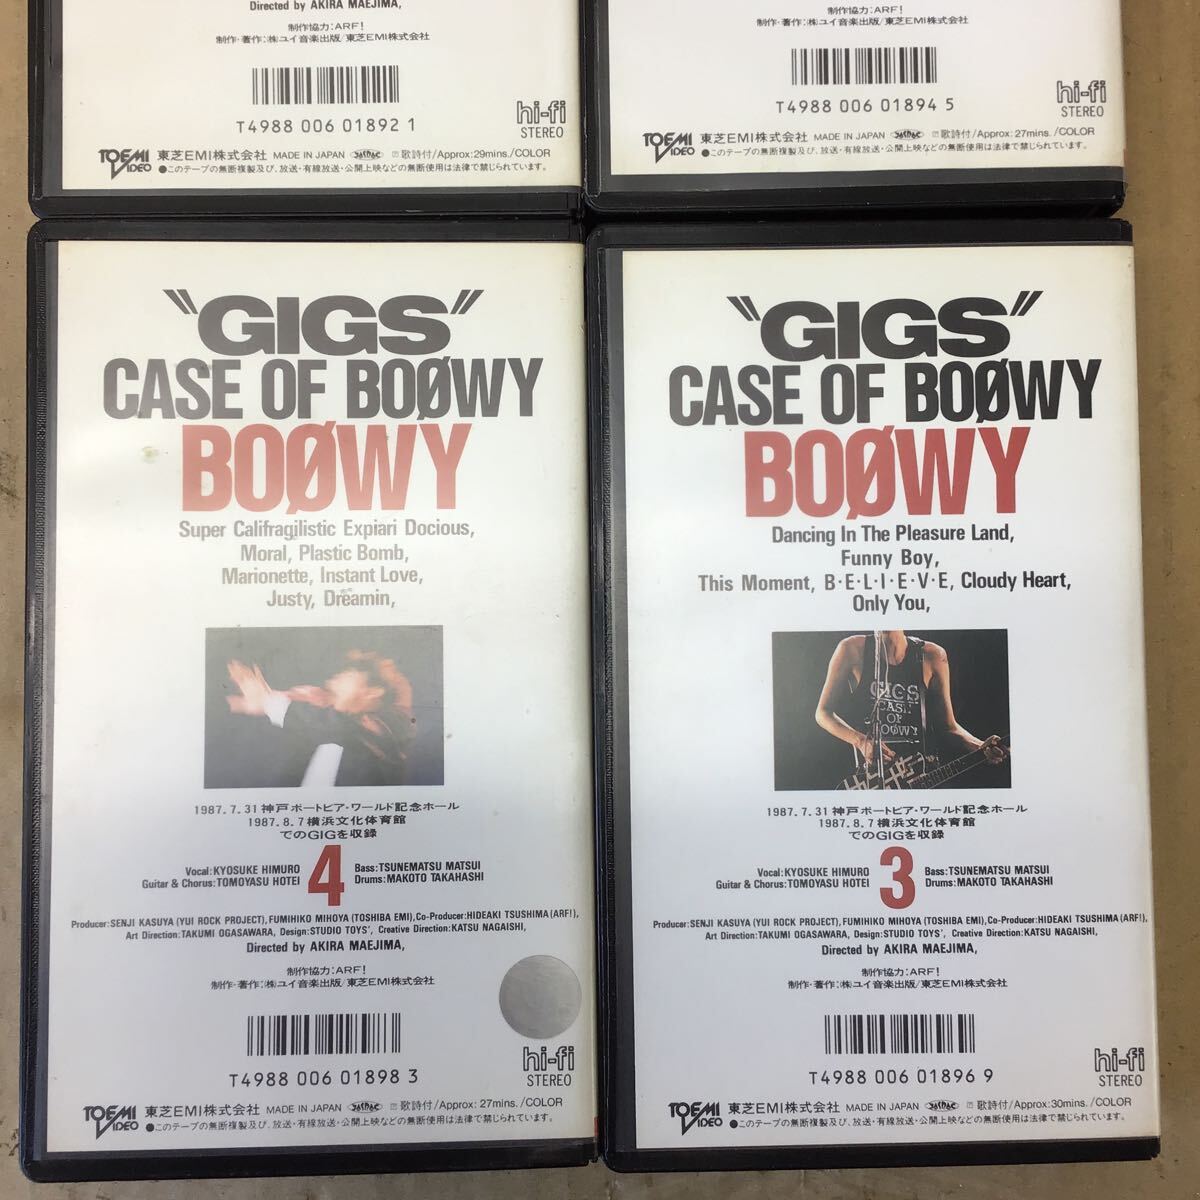 Directed by AKIRA MAEJIMA,
制作協力:ARF!
制作・著作:㈱ユイ音楽出版/東芝EMI株式会社
T4988 006 01892 1
hi-fi
STEREO
TOEMI VIDEO 東芝EMI株式会社 MADE IN JAPAN 歌詩付/Approx:29mins./COLOR
●このテープの無断複製及び、放送・有線放送・公開上映などの無断使用は法律で禁じられています。
制作協力:ARF!
制作・著作:㈱ユイ音楽出版/東芝EMI株式会社
T4988 006 01894 5
hi-fi
STEREO
TOEMI VIDEO 東芝EMI株式会社 MADE IN JAPAN 歌詩付/Approx:27mins./COLOR
●このテープの無断複製及び、放送・有線放送・公開上映などの無断使用は法律で禁じられています。
"GIGS"
CASE OF BOØWY
BOØWY
Super Califragilistic Expiari Docious,
Moral, Plastic Bomb,
Marionette, Instant Love,
Justy, Dreamin,
1987.7.31神戸ポートピア・ワールド記念ホール
1987.8.7横浜文化体育館
でのGIGを収録
Vocal:KYOSUKE HIMURO
Guitar & Chorus:TOMOYASU HOTEI
4
Bass:TSUNEMATSU MATSUI
Drums:MAKOTO TAKAHASHI
Producer:SENJI KASUYA (YUI ROCK PROJECT), FUMIHIKO MIHOYA (TOSHIBA EMI), Co-Producer:HIDEAKI TSUSHIMA (ARF!),
Art Direction:TAKUMI OGASAWARA, Design:STUDIO TOYS', Creative Direction:KATSU NAGAISHI,
Directed by AKIRA MAEJIMA,
制作協力:ARF!
制作・著作:㈱ユイ音楽出版/東芝EMI株式会社
T4988 006 01898 3
hi-fi
STEREO
TOEMI VIDEO 東芝EMI株式会社 MADE IN JAPAN 歌詩付/Approx:27mins./COLOR
●このテープの無断複製及び、放送・有線放送・公開上映などの無断使用は法律で禁じられています。
"GIGS"
CASE OF BOØWY
BOØWY
Dancing In The Pleasure Land,
Funny Boy,
This Moment, B・E・L・I・E・V・E, Cloudy Heart,
Only You,
GIGS
CASE
OF
BOØWY
1987.7.31神戸ポートピア・ワールド記念ホール
1987.8.7横浜文化体育館
でのGIGを収録
Vocal:KYOSUKE HIMURO
Guitar & Chorus:TOMOYASU HOTEI
3
Bass:TSUNEMATSU MATSUI
Drums:MAKOTO TAKAHASHI
Producer:SENJI KASUYA (YUI ROCK PROJECT), FUMIHIKO MIHOYA (TOSHIBA EMI), Co-Producer:HIDEAKI TSUSHIMA (ARF!),
Art Direction:TAKUMI OGASAWARA, Design:STUDIO TOYS', Creative Direction:KATSU NAGAISHI,
Directed by AKIRA MAEJIMA,
制作協力:ARF!
制作・著作:㈱ユイ音楽出版/東芝EMI株式会社
T4988 006 01896 9
hi-fi
STEREO
TOEMI VIDEO 東芝EMI株式会社 MADE IN JAPAN 歌詩付/Approx:30mins./COLOR
●このテープの無断複製及び、放送・有線放送・公開上映などの無断使用は法律で禁じられています。